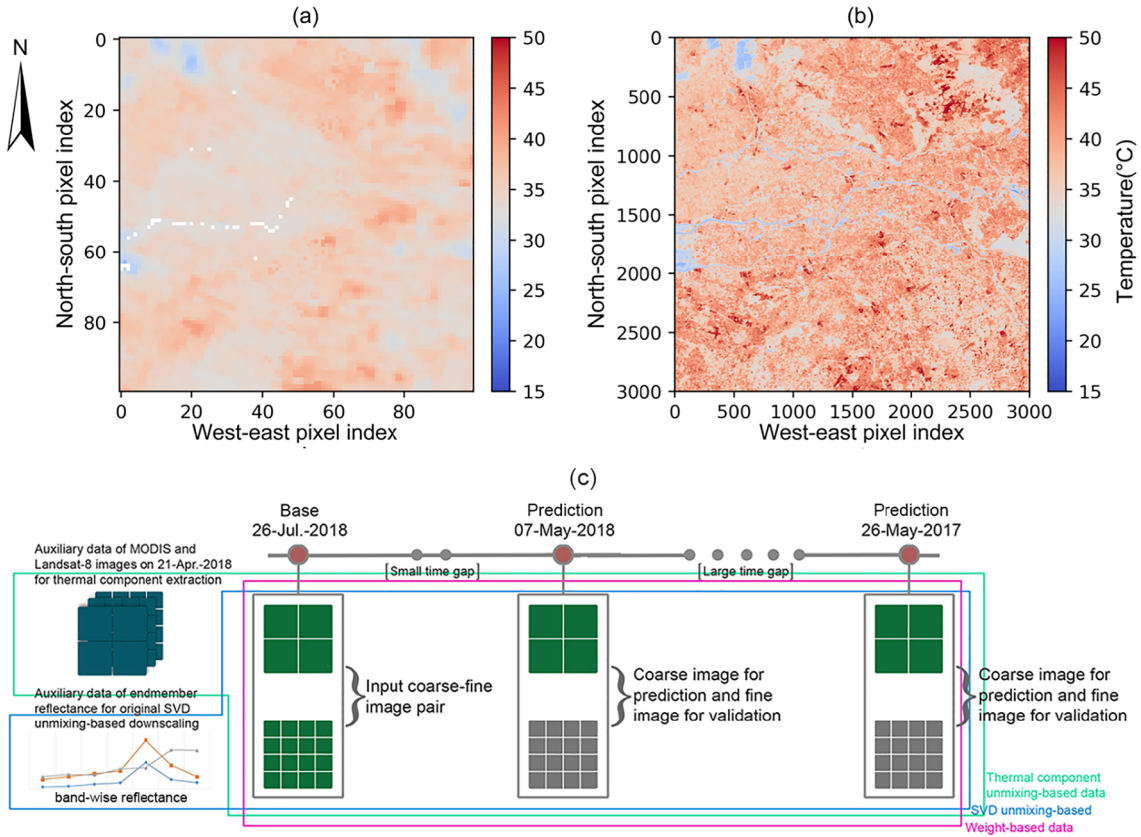 (a)
(b)
N
0
20
40
60
80
North-south pixel index
0
20
40
60
80
West-east pixel index
50
45
40
35
30
25
20
15
0
500
1000
1500
2000
2500
3000
North-south pixel index
0
500
1000
1500
2000
2500
3000
West-east pixel index
50
45
40
35
30
25
20
15
Temperature(°C)
(c)
Base
26-Jul.-2018
Prediction
07-May-2018
Prediction
26-May-2017
[Small time gap]
[Large time gap]
Auxiliary data of MODIS and
Landsat-8 images on 21-Apr.-2018
for thermal component extraction
Auxiliary data of endmember
reflectance for original SVD
unmixing-based downscaling
band-wise reflectance
Input coarse-fine
image pair
Coarse image for
prediction and fine
image for validation
Coarse image for
prediction and fine
image for validation
Thermal component
unmixing-based data
SVD unmixing-based
Weight-based data